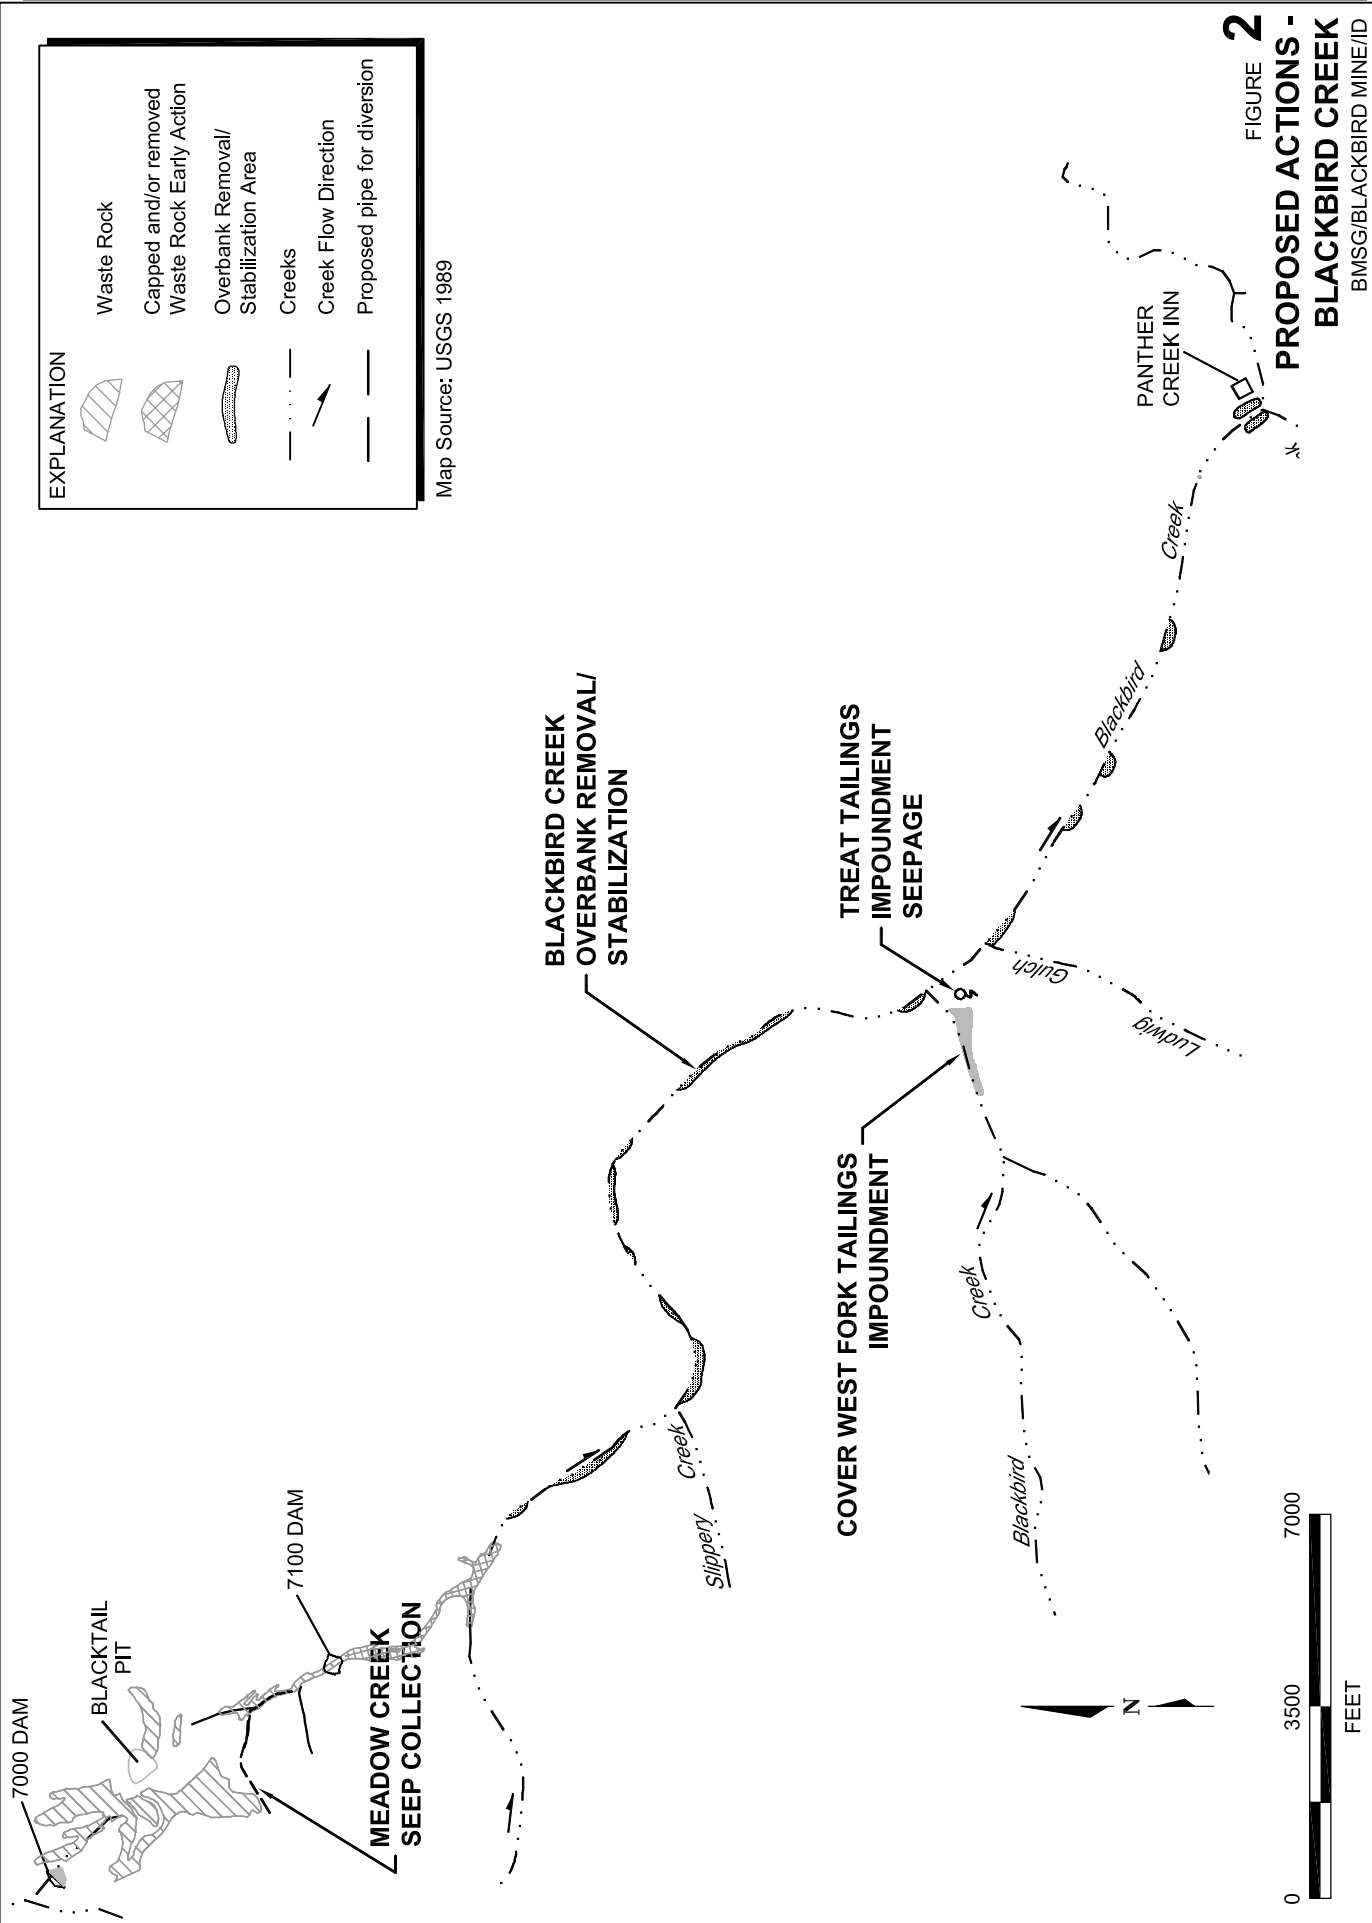 EXPLANATION
Waste Rock
Capped and/or removed
Waste Rock Early Action
Overbank Removal/
Stabilization Area
Creeks
Creek Flow Direction
Proposed pipe for diversion
Map Source: USGS 1989
7000 DAM
BLACKTAIL
PIT
7100 DAM
MEADOW CREEK
SEEP COLLECTION
Slippery
Creek
BLACKBIRD CREEK
OVERBANK REMOVAL/
STABILIZATION
TREAT TAILINGS
IMPOUNDMENT
SEEPAGE
COVER WEST FORK TAILINGS
IMPOUNDMENT
Blackbird
Creek
Ludwig
Gulch
Blackbird
Creek
PANTHER
CREEK INN
N
0
3500
7000
FEET
FIGURE 2
PROPOSED ACTIONS -
BLACKBIRD CREEK
BMSG/BLACKBIRD MINE/ID